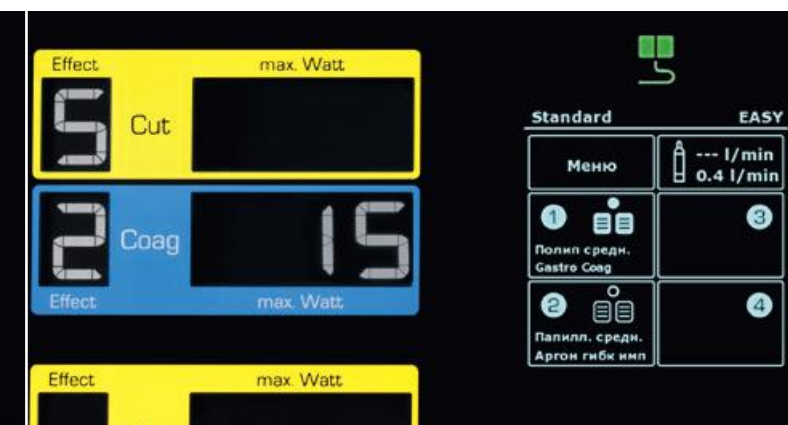 Effect max. Watt
5 Cut
2 Coag 15
Effect max. Watt
Effect max. Watt
Standard EASY
Меню
--- l/min
0.4 l/min
1
3
Полип средн.
Gastro Coag
2
4
Папилл. средн.
Аргон гибк имп